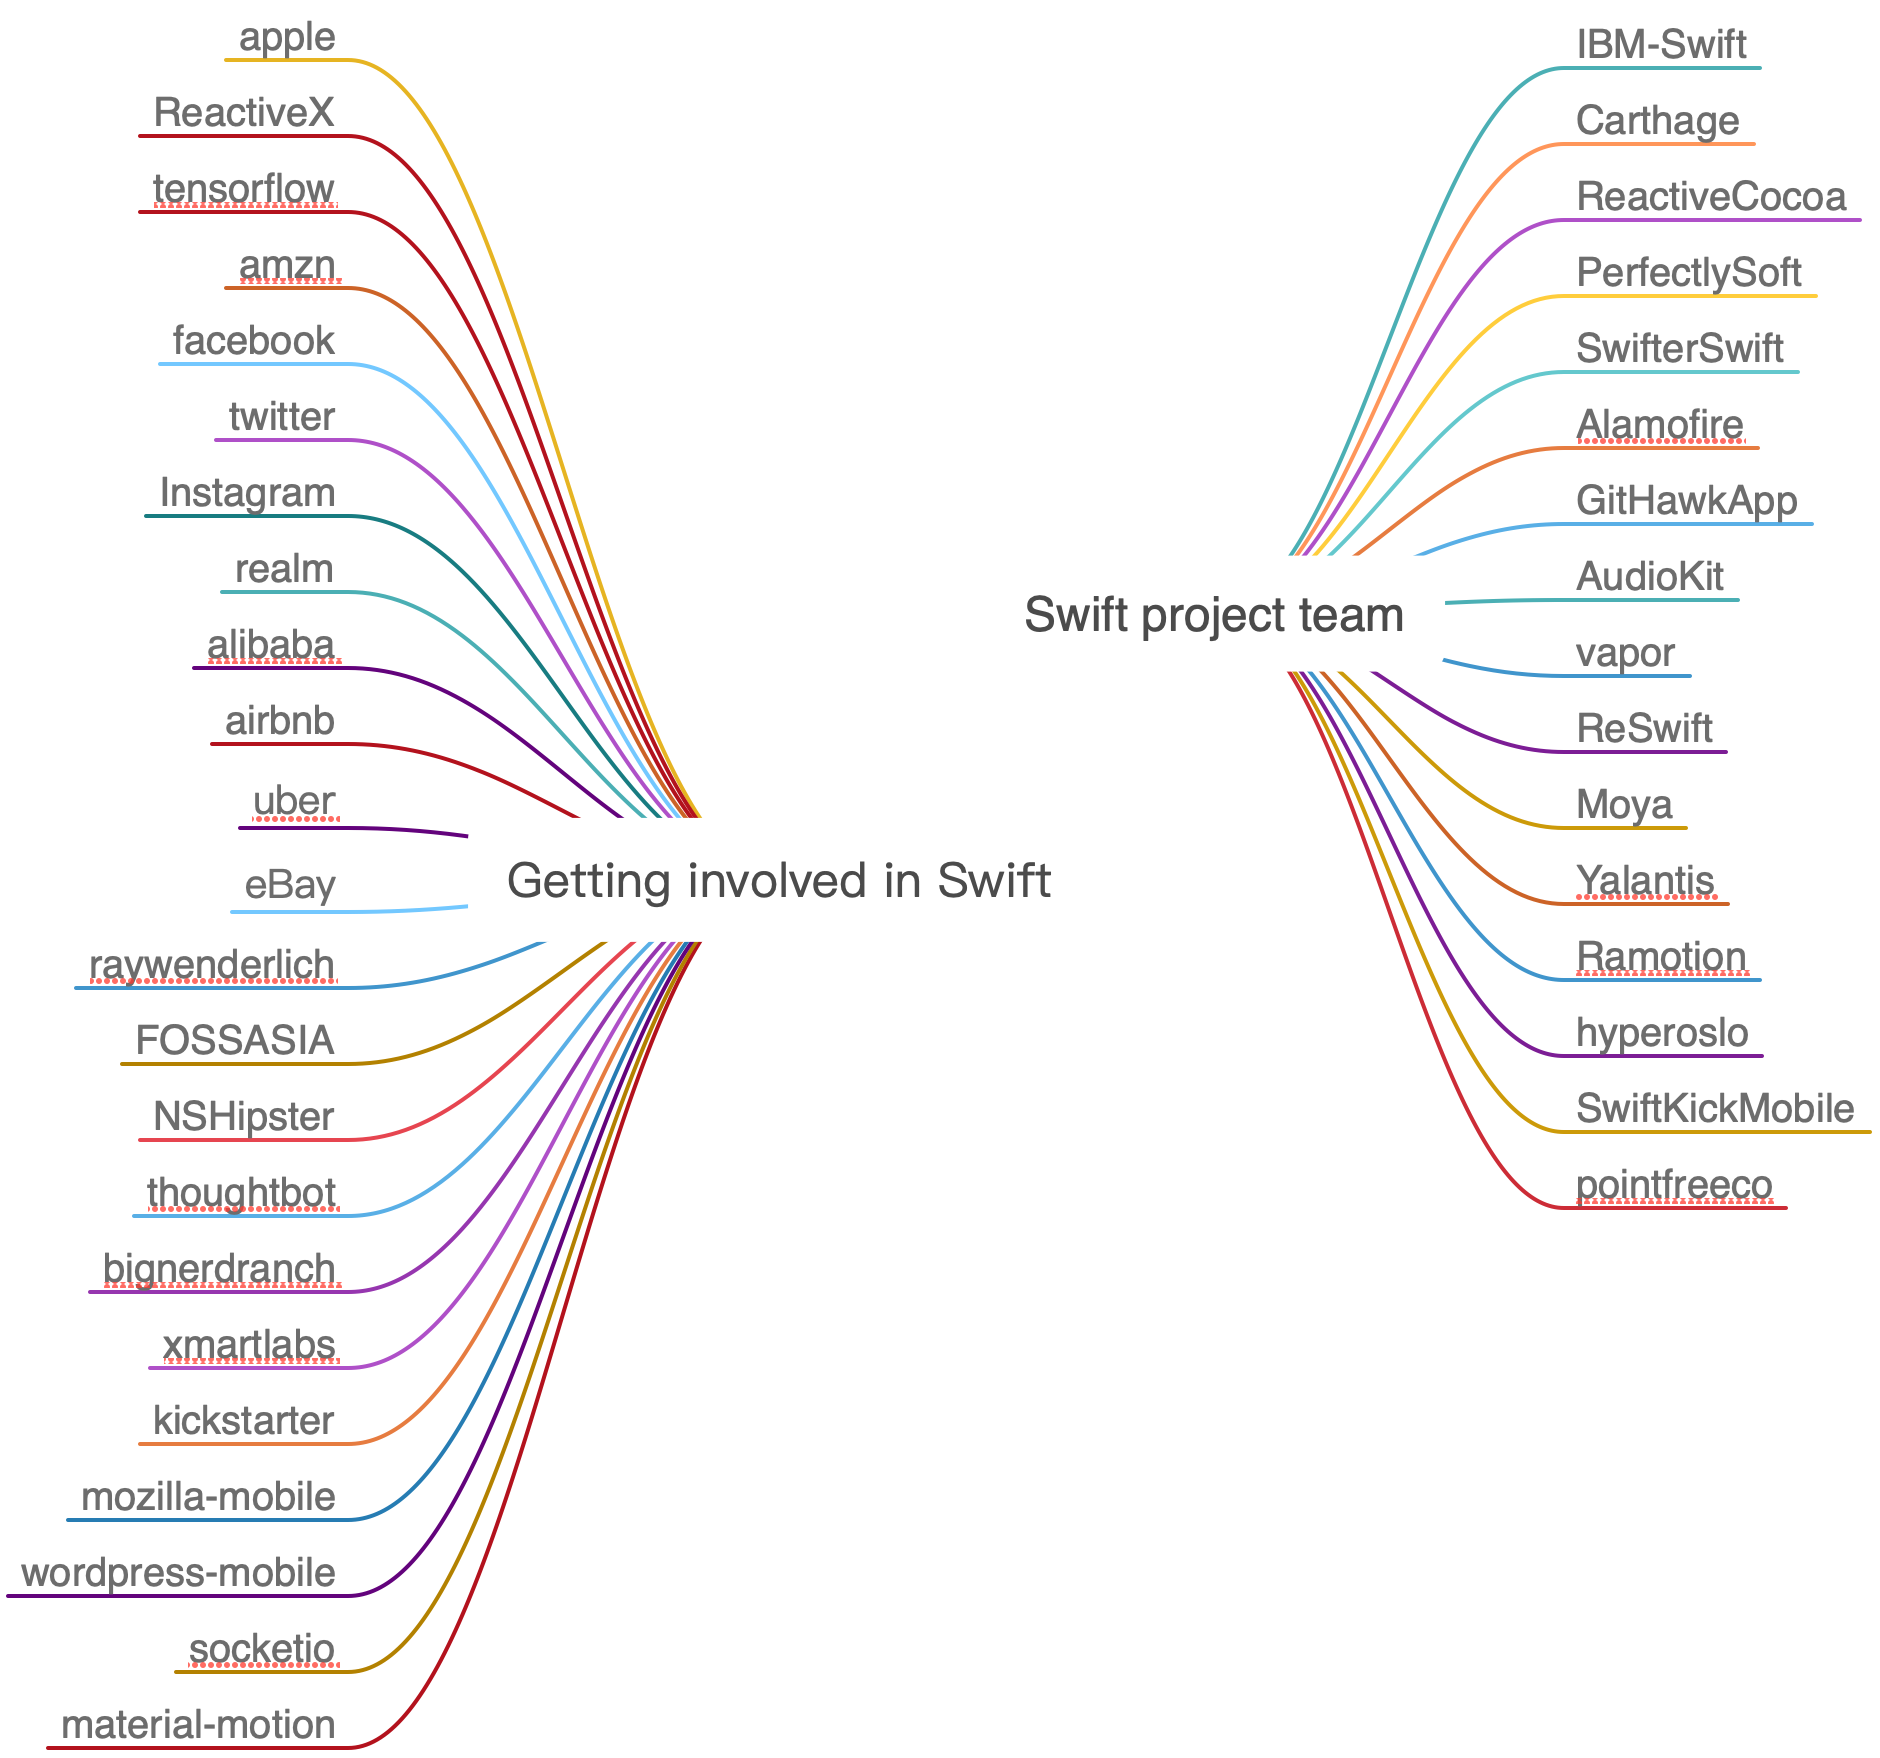 apple
ReactiveX
tensorflow
amzn
facebook
twitter
Instagram
realm
alibaba
airbnb
uber
eBay
raywenderlich
FOSSASIA
NSHipster
thoughtbot
bignerdranch
xmartlabs
kickstarter
mozilla-mobile
wordpress-mobile
socketio
material-motion
Getting involved in Swift
Swift project team
IBM-Swift
Carthage
ReactiveCocoa
PerfectlySoft
SwifterSwift
Alamofire
GitHawkApp
AudioKit
vapor
ReSwift
Moya
Yalantis
Ramotion
hyperoslo
SwiftKickMobile
pointfreeco